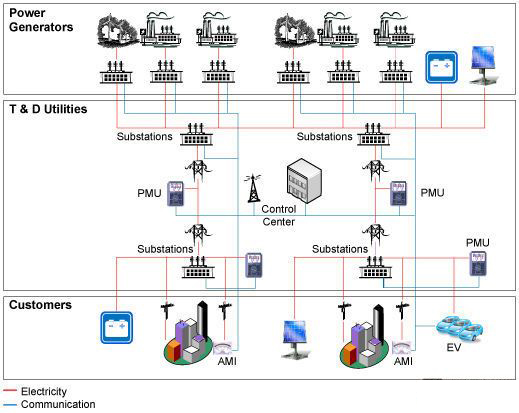 Power
Generators
T & D Utilities
Substations
Substations
PMU
PMU
Control
Center
Substations
Substations
PMU
Customers
AMI
AMI
EV
Electricity
Communication